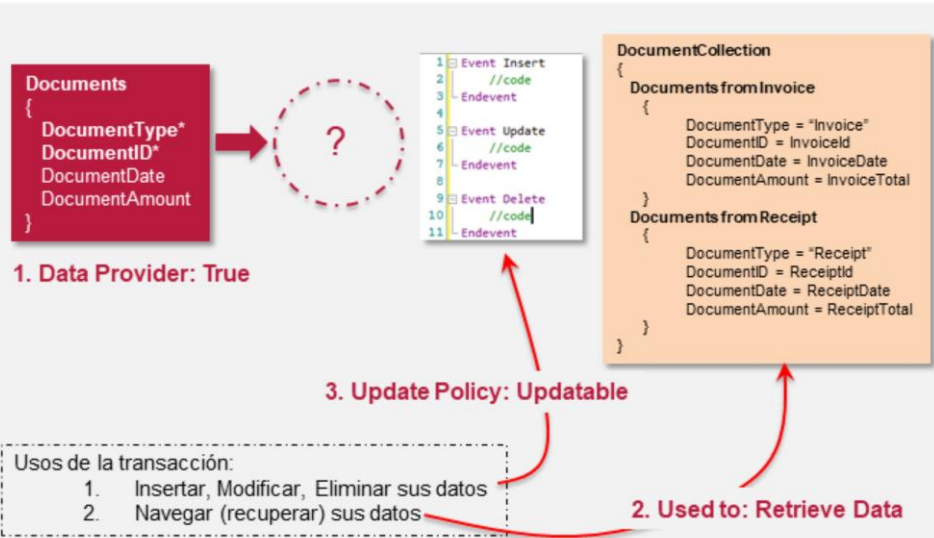 Documents
{
DocumentType*
DocumentID*
DocumentDate
DocumentAmount
}
1. Data Provider: True
?
1 Event Insert
2 //code
3 Endevent
4
5 Event Update
6 //code
7 Endevent
8
9 Event Delete
10 //code
11 Endevent
DocumentCollection
{
Documents from Invoice
{
DocumentType = "Invoice"
DocumentID = InvoiceId
DocumentDate = InvoiceDate
DocumentAmount = InvoiceTotal
}
Documents from Receipt
{
DocumentType = "Receipt"
DocumentID = ReceiptId
DocumentDate = ReceiptDate
DocumentAmount = ReceiptTotal
}
}
3. Update Policy: Updatable
Usos de la transacción:
1. Insertar, Modificar, Eliminar sus datos
2. Navegar (recuperar) sus datos
2. Used to: Retrieve Data